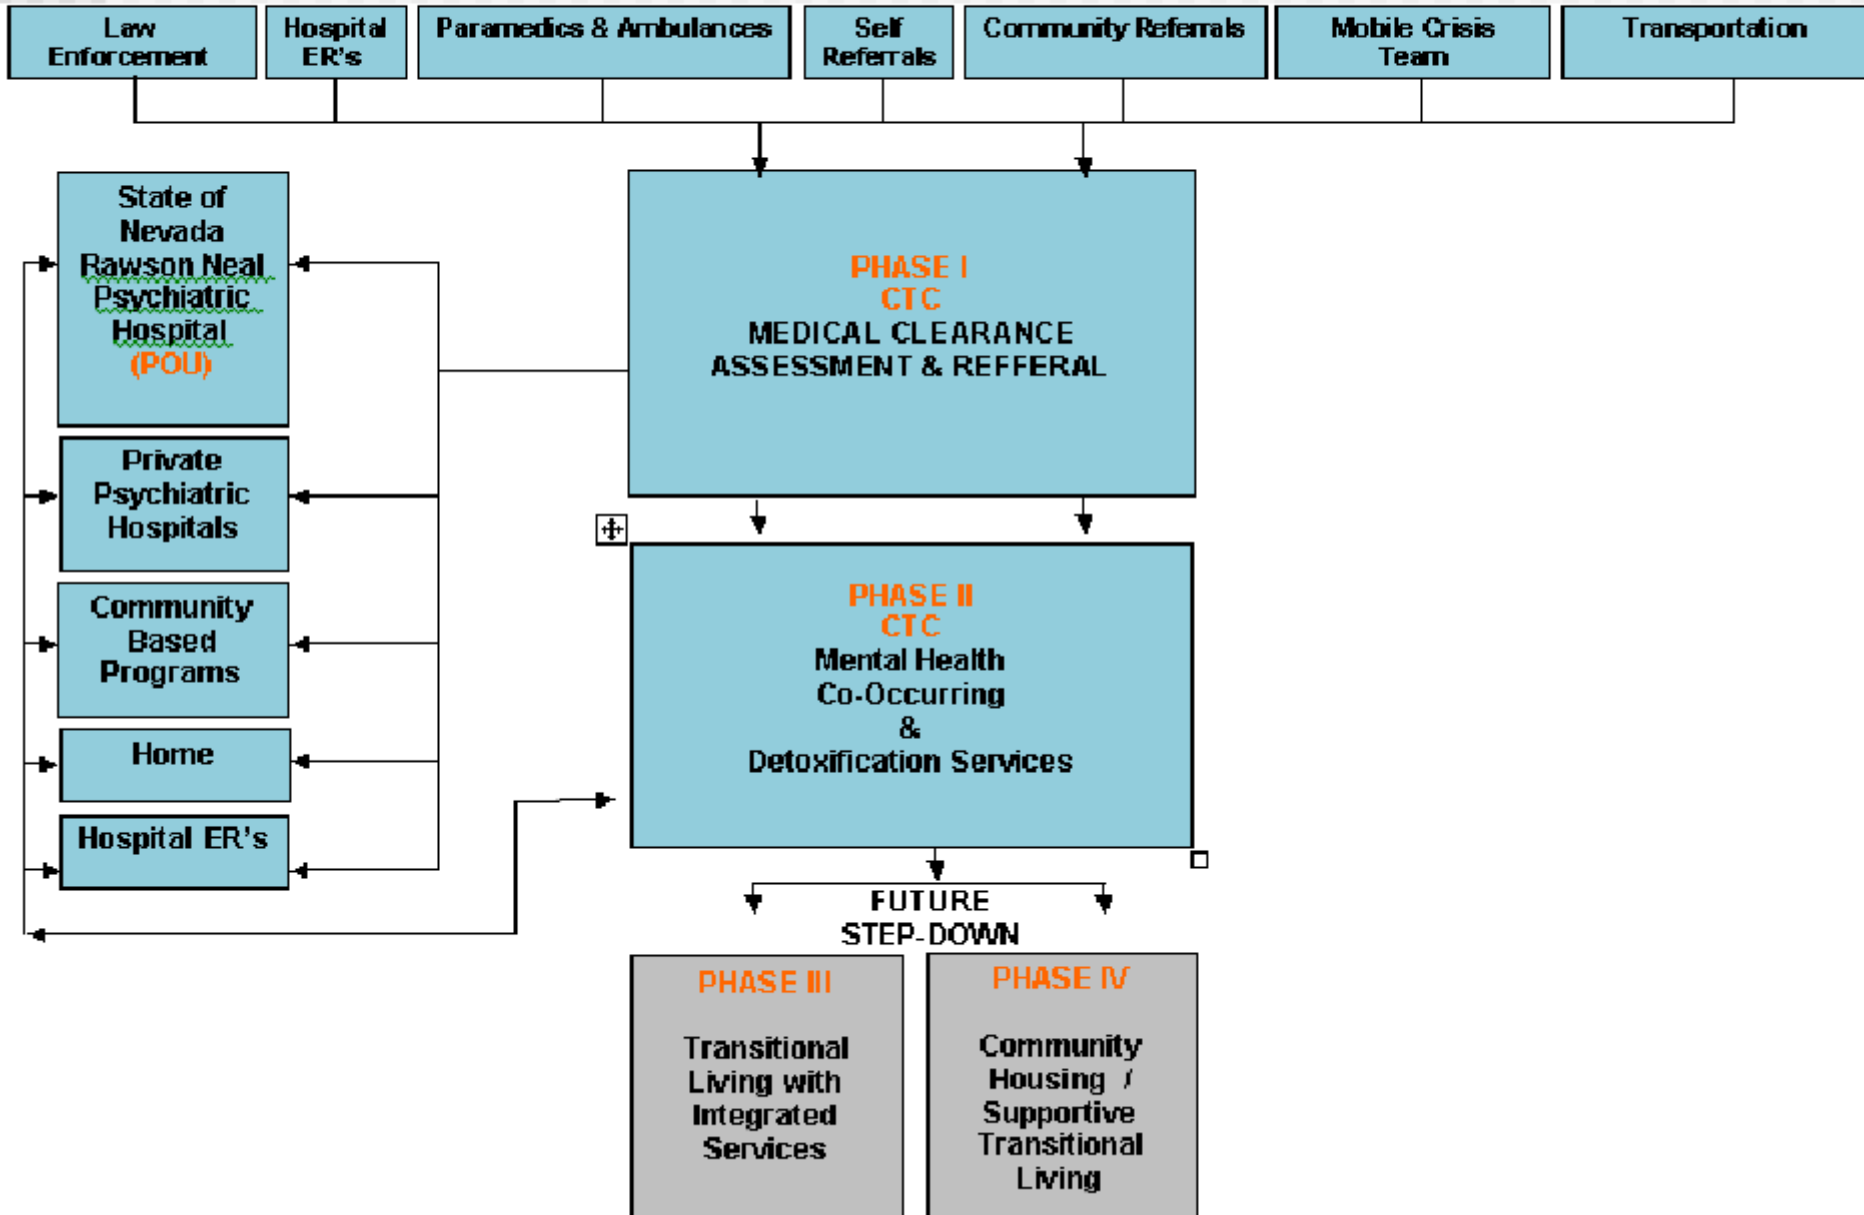 Law
Enforcement
Hospital
ER's
Paramedics & Ambulances
Self
Referrals
Community Referrals
Mobile Crisis
Team
Transportation
State of
Nevada
Rawson Neal
Psychiatric
Hospital
(POU)
Private
Psychiatric
Hospitals
Community
Based
Programs
Home
Hospital ER's
PHASE I
CTC
MEDICAL CLEARANCE
ASSESSMENT & REFFERAL
PHASE II
CTC
Mental Health
Co-Occurring
&
Detoxification Services
FUTURE
STEP-DOWN
PHASE III
Transitional
Living with
Integrated
Services
PHASE IV
Community
Housing /
Supportive
Transitional
Living